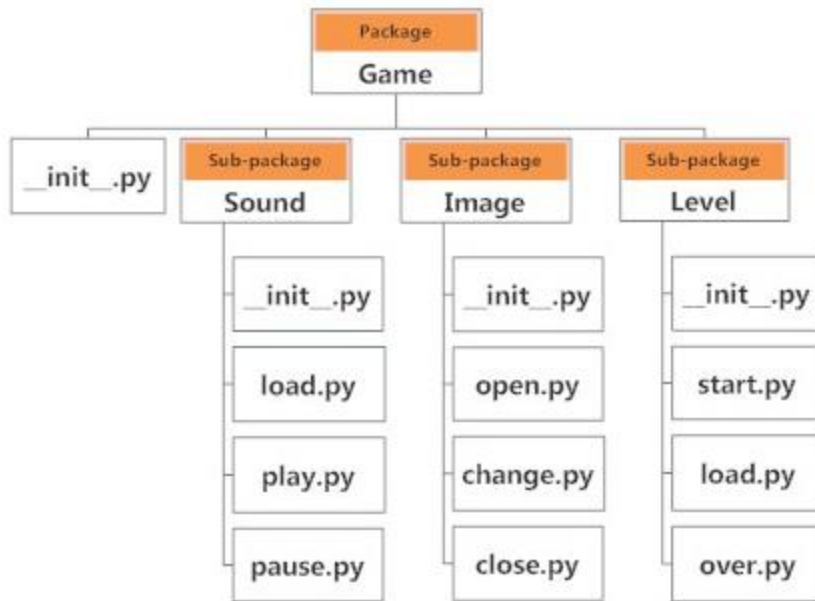 Package
Game
__init__.py
Sub-package
Sound
Sub-package
Image
Sub-package
Level
__init__.py
load.py
play.py
pause.py
__init__.py
open.py
change.py
close.py
__init__.py
start.py
load.py
over.py